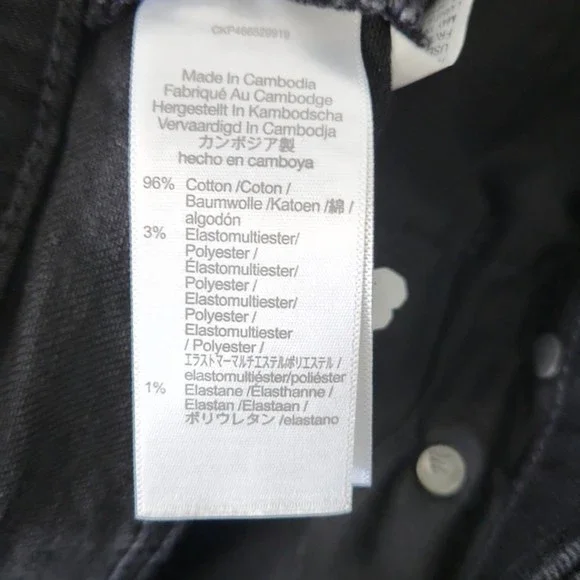 CKP466529919
Made In Cambodia
Fabriqué Au Cambodge
Hergestellt In Kambodscha
Vervaardigd In Cambodja
カンボジア製
hecho en camboya
96% Cotton /Coton /
Baumwolle /Katoen /綿 /
algodón
3% Elastomultiester/
Polyester /
Élastomultiester/
Polyester /
Elastomultiester/
Polyester /
Elastomultiester
/ Polyester /
エラストマーマルチエステルポリエステル /
elastomultiéster/poliéster
1% Elastane /Élasthanne /
Elastan /Elastaan /
ポリウレタン /elastano